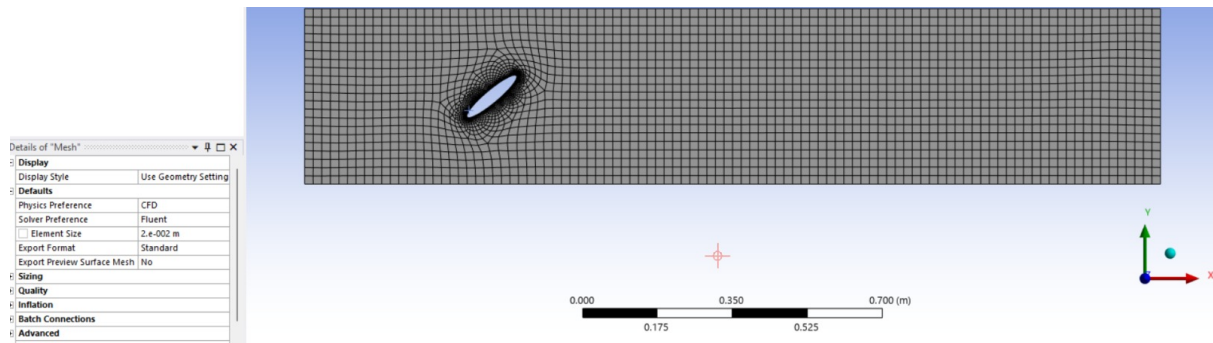 Details of "Mesh"
Display
Display Style Use Geometry Setting
Defaults
Physics Preference CFD
Solver Preference Fluent
Element Size 2.e-002 m
Export Format Standard
Export Preview Surface Mesh No
Sizing
Quality
Inflation
Batch Connections
Advanced
0.000 0.350 0.700 (m)
0.175 0.525
Y
X